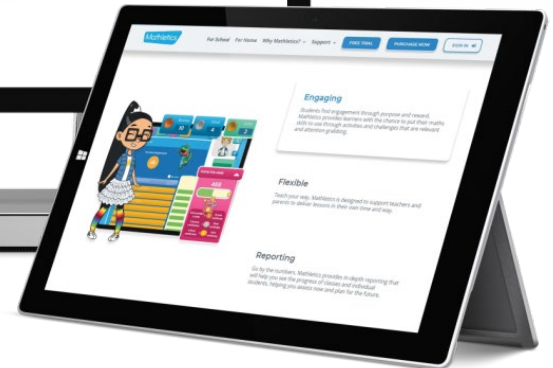 Mathletics
For School For Home Why Mathletics? Support FREE TRIAL PURCHASE NOW SIGN IN
Engaging
Students find engagement through purpose and reward.
Mathletics provides learners with the chance to put their maths
skills to use through activities and challenges that are relevant
and attention-grabbing.
Flexible
Teach your way. Mathletics is designed to support teachers and
parents to deliver lessons in their own time and way.
Reporting
Go by the numbers. Mathletics provides in-depth reporting that
will help you see the progress of classes and individual
students, helping you assess now and plan for the future.